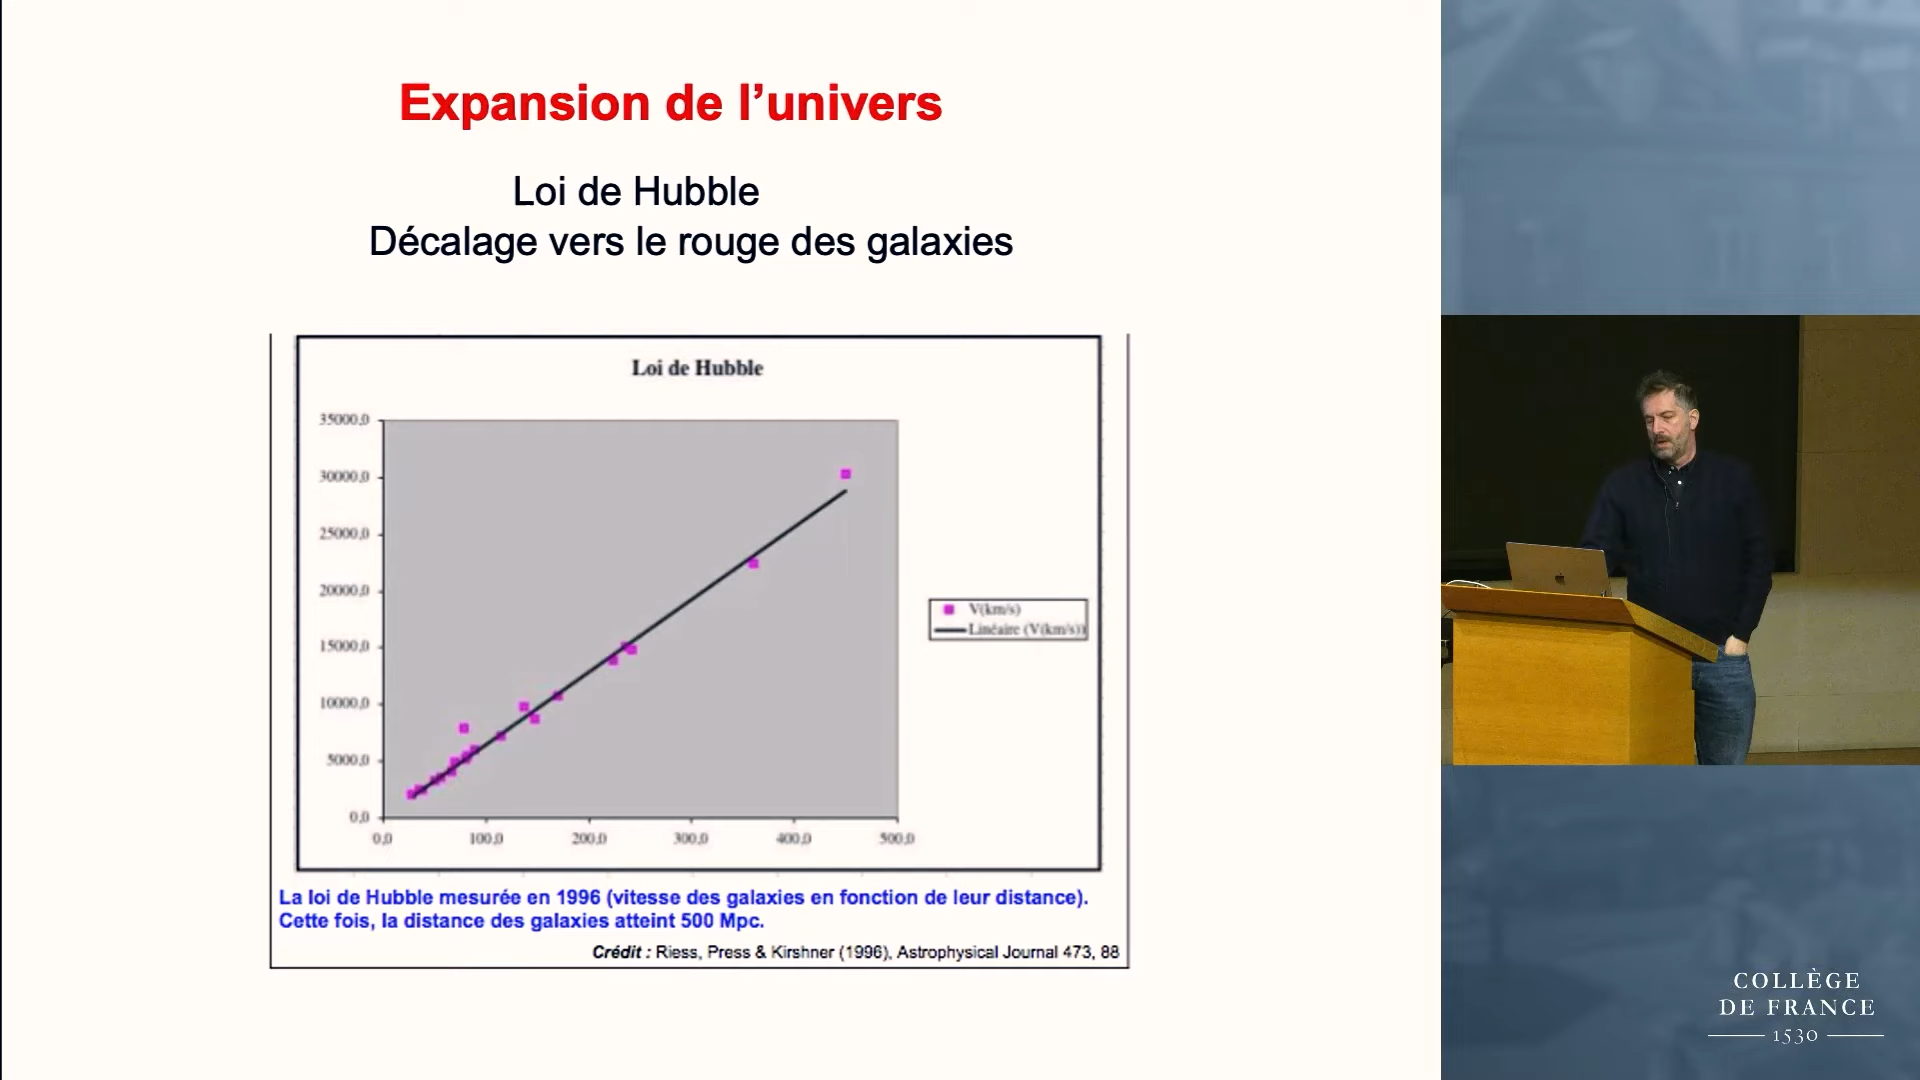 Expansion de l’univers
Loi de Hubble
Décalage vers le rouge des galaxies
Loi de Hubble
35000,0
30000,0
25000,0
20000,0
15000,0
10000,0
5000,0
0,0
0,0 100,0 200,0 300,0 400,0 500,0
V(km/s)
Linéaire (V(km/s))
La loi de Hubble mesurée en 1996 (vitesse des galaxies en fonction de leur distance).
Cette fois, la distance des galaxies atteint 500 Mpc.
Crédit : Riess, Press & Kirshner (1996), Astrophysical Journal 473, 88
COLLÈGE
DE FRANCE
1530